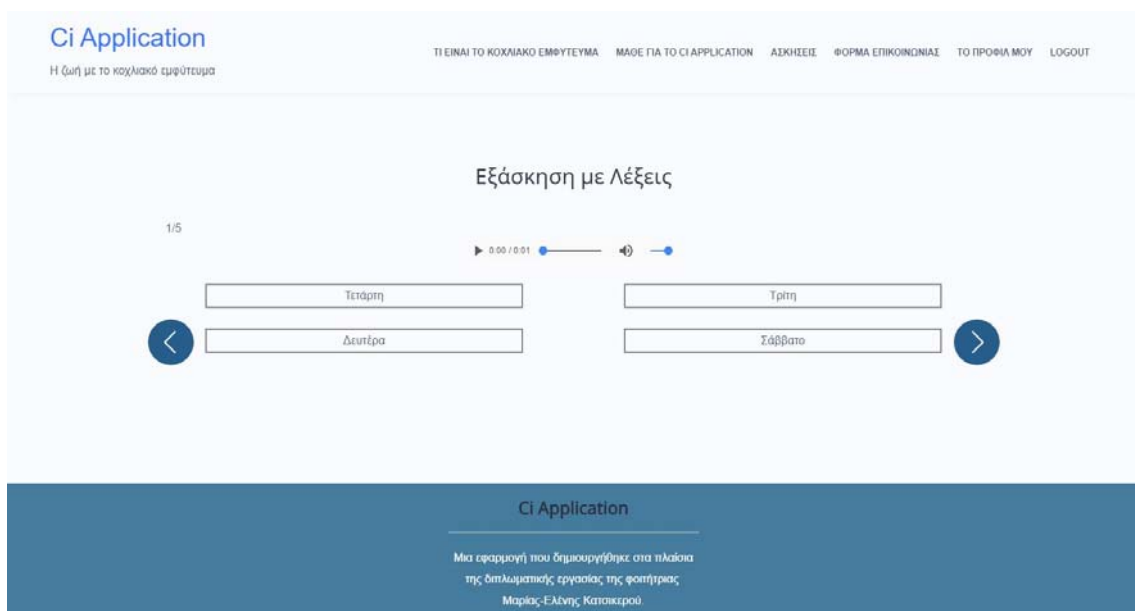 Ci Application
Η ζωή με το κοχλιακό εμφύτευμα
ΤΙ ΕΙΝΑΙ ΤΟ ΚΟΧΛΙΑΚΟ ΕΜΦΥΤΕΥΜΑ ΜΑΘΕ ΓΙΑ ΤΟ CI APPLICATION ΑΣΚΗΣΕΙΣ ΦΟΡΜΑ ΕΠΙΚΟΙΝΩΝΙΑΣ ΤΟ ΠΡΟΦΙΛ ΜΟΥ LOGOUT
Εξάσκηση με Λέξεις
1/5
0:00 / 0:01
Τετάρτη Τρίτη
Δευτέρα Σάββατο
Ci Application
Μια εφαρμογή που δημιουργήθηκε στα πλαίσια
της διπλωματικής εργασίας της φοιτήτριας
Μαρίας-Ελένης Κατσικερού